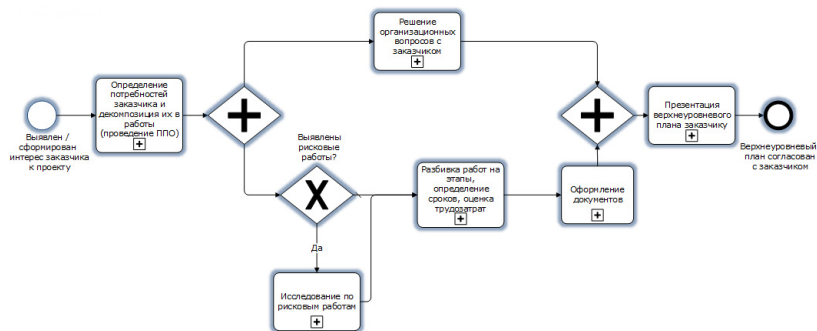 Решение
организационных
вопросов с
заказчиком
Определение
потребностей
заказчика и
декомпозиция их в
работы
(проведение ППО)
Выявлен /
сформирован
интерес заказчика
к проекту
Выявлены
рисковые
работы?
Да
Исследование по
рисковым работам
Разбивка работ на
этапы,
определение
сроков, оценка
трудозатрат
Оформление
документов
Презентация
верхнеуровневого
плана заказчику
Верхнеуровневый
план согласован
с заказчиком